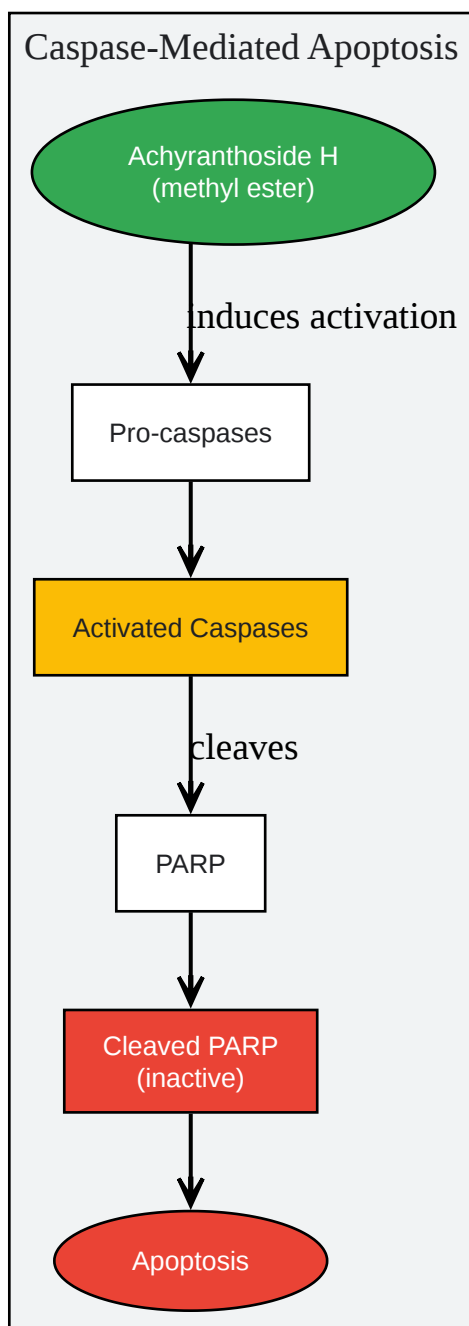 Caspase-Mediated Apoptosis
Achyranthoside H
(methyl ester)
induces activation
Pro-caspases
Activated Caspases
cleaves
PARP
Cleaved PARP
(inactive)
Apoptosis